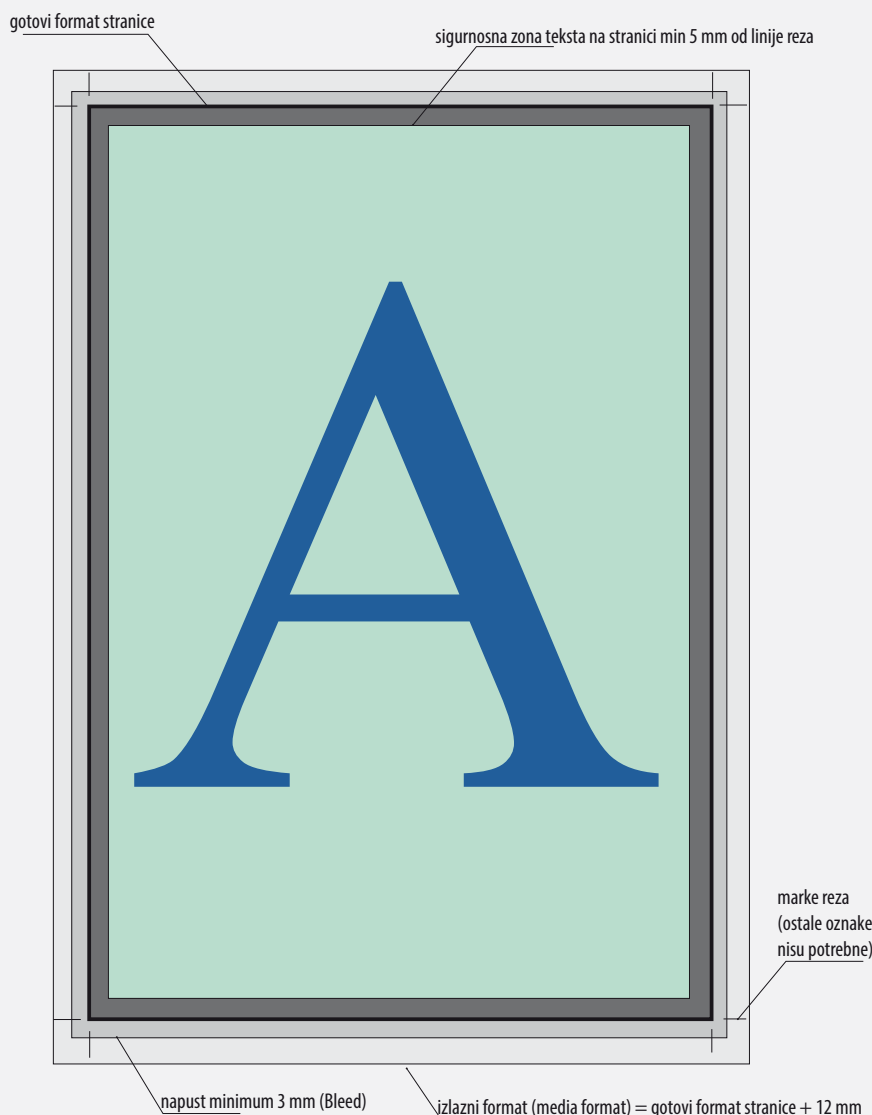 gotovi format stranice
sigurnosna zona teksta na stranici min 5 mm od linije reza
A
marke reza
(ostale oznake
nisu potrebne)
napust minimum 3 mm (Bleed)
izlazni format (media format) = gotovi format stranice + 12 mm